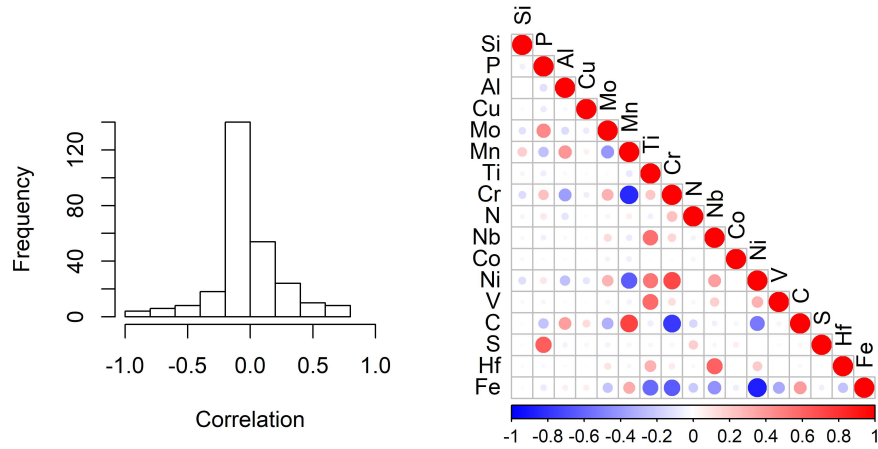 Frequency
0
40
80
120
-1.0
-0.5
0.0
0.5
1.0
Correlation
Si
P
Al
Cu
Mo
Mn
Ti
Cr
N
Nb
Co
Ni
V
C
S
Hf
Fe
Si
P
Al
Cu
Mo
Mn
Ti
Cr
N
Nb
Co
Ni
V
C
S
Hf
Fe
-1 -0.8 -0.6 -0.4 -0.2 0 0.2 0.4 0.6 0.8 1